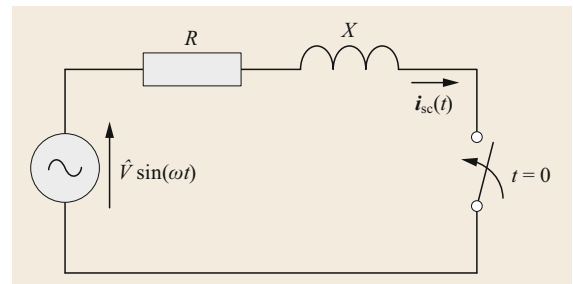 R
X
i_sc(t)
V̂ sin(ωt)
t = 0